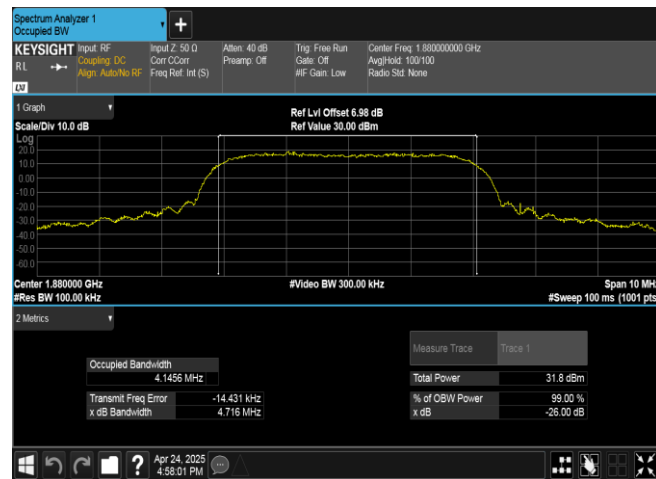 Spectrum Analyzer 1
Occupied BW
KEYSIGHT
Input: RF
Input Z: 50 Ω
Atten: 40 dB
Trig: Free Run
Center Freq: 1.880000000 GHz
R L
Coupling: DC
Corr CCorr
Preamp: Off
Gate: Off
Avg|Hold: 100/100
Align: Auto/No RF
Freq Ref: Int (S)
#IF Gain: Low
Radio Std: None
LXI
1 Graph
Ref Lvl Offset 6.98 dB
Scale/Div 10.0 dB
Ref Value 30.00 dBm
Log
20.0
10.0
0.00
-10.0
-20.0
-30.0
-40.0
-50.0
-60.0
Center 1.880000 GHz
#Video BW 300.00 kHz
Span 10 MHz
#Res BW 100.00 kHz
#Sweep 100 ms (1001 pts
2 Metrics
Measure Trace
Trace 1
Occupied Bandwidth
4.1456 MHz
Total Power
31.8 dBm
Transmit Freq Error
-14.431 kHz
% of OBW Power
99.00 %
x dB Bandwidth
4.716 MHz
x dB
-26.00 dB
?
Apr 24, 2025
4:58:01 PM